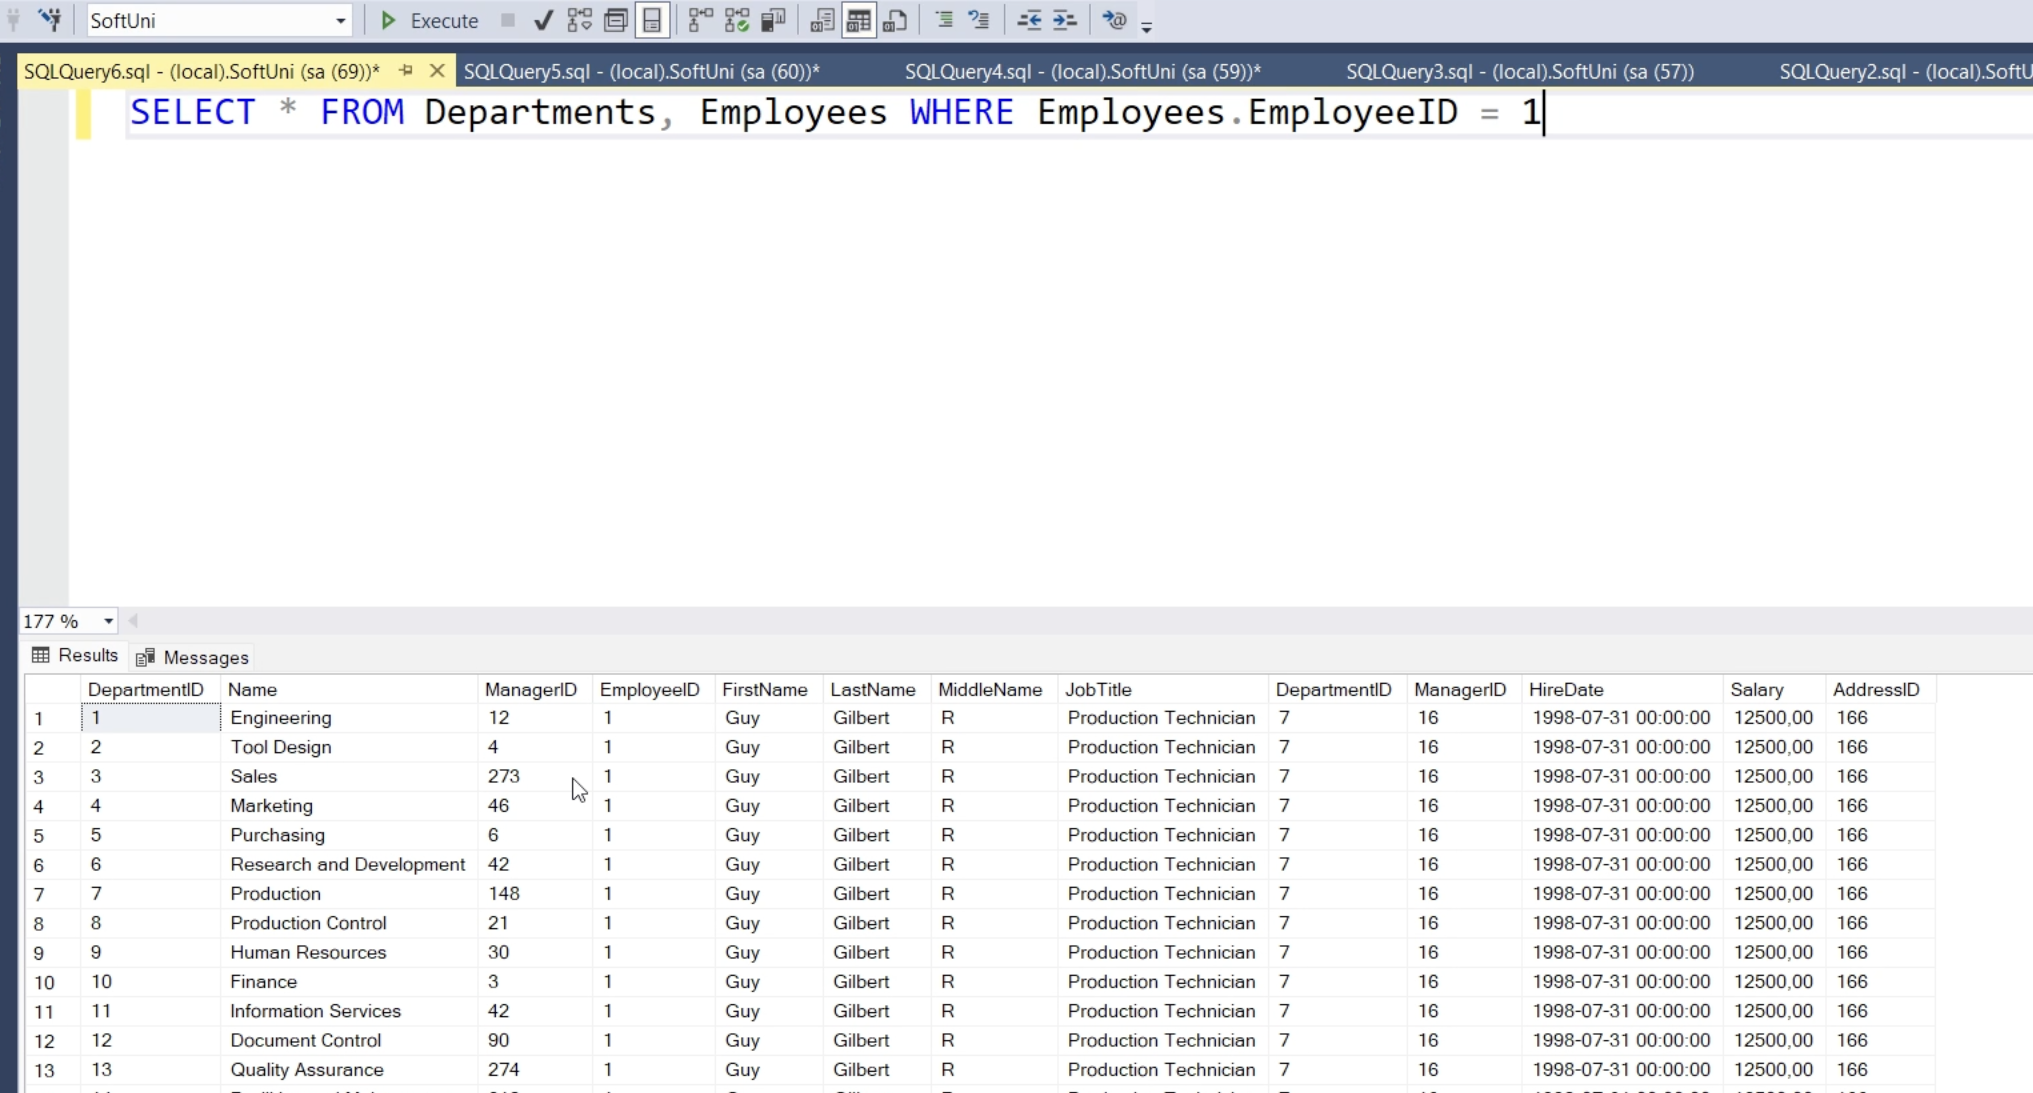 SoftUni Execute
SQLQuery6.sql - (local).SoftUni (sa (69))* SQLQuery5.sql - (local).SoftUni (sa (60))* SQLQuery4.sql - (local).SoftUni (sa (59))* SQLQuery3.sql - (local).SoftUni (sa (57)) SQLQuery2.sql - (local).SoftU
SELECT * FROM Departments, Employees WHERE Employees.EmployeeID = 1
177 %
Results Messages
DepartmentID Name ManagerID EmployeeID FirstName LastName MiddleName JobTitle DepartmentID ManagerID HireDate Salary AddressID
1 1 Engineering 12 1 Guy Gilbert R Production Technician 7 16 1998-07-31 00:00:00 12500,00 166
2 2 Tool Design 4 1 Guy Gilbert R Production Technician 7 16 1998-07-31 00:00:00 12500,00 166
3 3 Sales 273 1 Guy Gilbert R Production Technician 7 16 1998-07-31 00:00:00 12500,00 166
4 4 Marketing 46 1 Guy Gilbert R Production Technician 7 16 1998-07-31 00:00:00 12500,00 166
5 5 Purchasing 6 1 Guy Gilbert R Production Technician 7 16 1998-07-31 00:00:00 12500,00 166
6 6 Research and Development 42 1 Guy Gilbert R Production Technician 7 16 1998-07-31 00:00:00 12500,00 166
7 7 Production 148 1 Guy Gilbert R Production Technician 7 16 1998-07-31 00:00:00 12500,00 166
8 8 Production Control 21 1 Guy Gilbert R Production Technician 7 16 1998-07-31 00:00:00 12500,00 166
9 9 Human Resources 30 1 Guy Gilbert R Production Technician 7 16 1998-07-31 00:00:00 12500,00 166
10 10 Finance 3 1 Guy Gilbert R Production Technician 7 16 1998-07-31 00:00:00 12500,00 166
11 11 Information Services 42 1 Guy Gilbert R Production Technician 7 16 1998-07-31 00:00:00 12500,00 166
12 12 Document Control 90 1 Guy Gilbert R Production Technician 7 16 1998-07-31 00:00:00 12500,00 166
13 13 Quality Assurance 274 1 Guy Gilbert R Production Technician 7 16 1998-07-31 00:00:00 12500,00 166